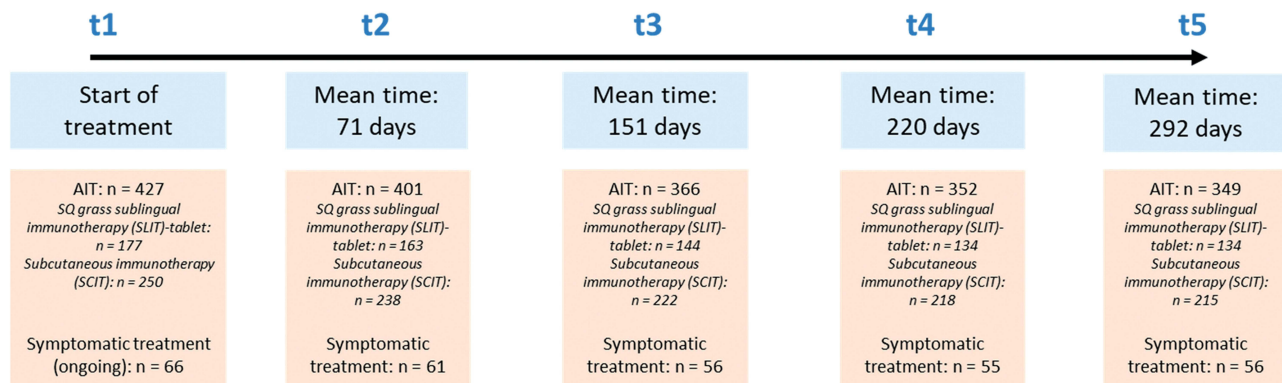 t1
t2
t3
t4
t5
Start of
treatment
Mean time:
71 days
Mean time:
151 days
Mean time:
220 days
Mean time:
292 days
AIT: n = 427
SQ grass sublingual
immunotherapy (SLIT)-tablet:
n = 177
Subcutaneous immunotherapy
(SCIT): n = 250
Symptomatic treatment
(ongoing): n = 66
AIT: n = 401
SQ grass sublingual
immunotherapy (SLIT)-
tablet: n = 163
Subcutaneous
immunotherapy (SCIT):
n = 238
Symptomatic
treatment: n = 61
AIT: n = 366
SQ grass sublingual
immunotherapy (SLIT)-
tablet: n = 144
Subcutaneous
immunotherapy (SCIT):
n = 222
Symptomatic
treatment: n = 56
AIT: n = 352
SQ grass sublingual
immunotherapy (SLIT)-
tablet: n = 134
Subcutaneous
immunotherapy (SCIT):
n = 218
Symptomatic
treatment: n = 55
AIT: n = 349
SQ grass sublingual
immunotherapy (SLIT)-
tablet: n = 134
Subcutaneous
immunotherapy (SCIT):
n = 215
Symptomatic
treatment: n = 56